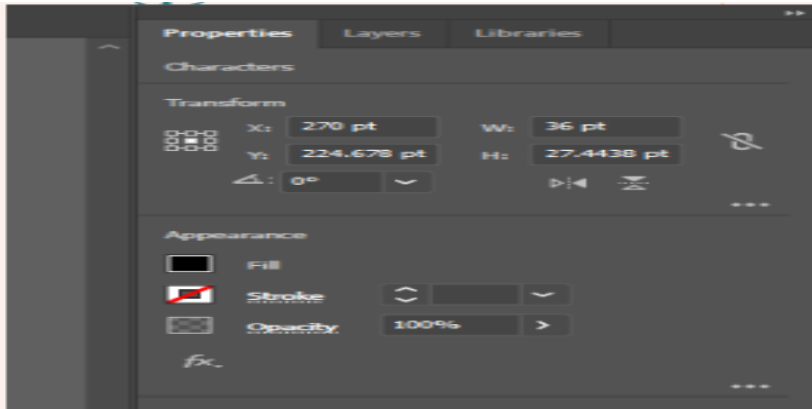 Properties Layers Libraries
Characters
Transform
X: 270 pt W: 36 pt
Y: 224.678 pt H: 27.4438 pt
0°
Appearance
Fill
Stroke
Opacity 100%
fx.